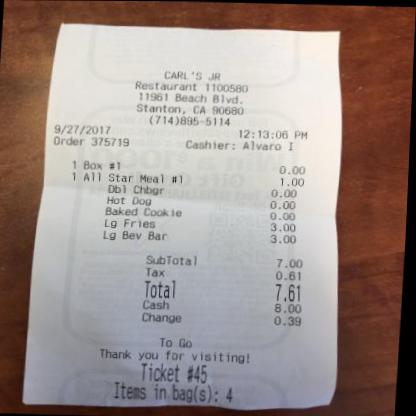 CARL'S JR
Restaurant 1100580
11961 Beach Blvd.
Stanton, CA 90680
(714)895-5114
9/27/2017 12:13:06 PM
Order 375719 Cashier: Alvaro I
1 Box #1 0.00
1 All Star Meal #1 1.00
Dbl Chbgr 0.00
Hot Dog 0.00
Baked Cookie 0.00
Lg Fries 3.00
Lg Bev Bar 3.00
SubTotal 7.00
Tax 0.61
Total 7.61
Cash 8.00
Change 0.39
To Go
Thank you for visiting!
Ticket #45
Items in bag(s): 4